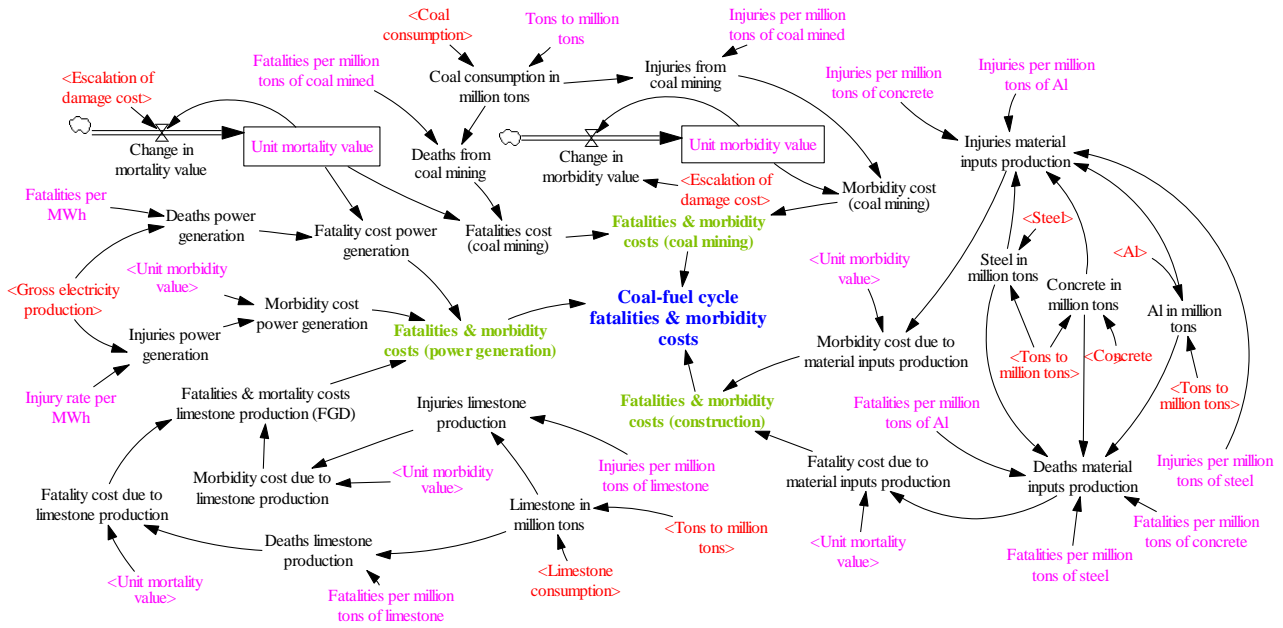 <Coal
consumption>
Tons to million
tons
Injuries per million
tons of coal mined
Fatalities per million
tons of coal mined
Coal consumption in
million tons
Injuries from
coal mining
Injuries per million
tons of concrete
Injuries per million
tons of Al
<Escalation of
damage cost>
Change in
mortality value
Unit mortality value
Deaths from
coal mining
Change in
morbidity value
Unit morbidity value
Injuries material
inputs production
<Escalation of
damage cost>
Morbidity cost
(coal mining)
Fatalities per
MWh
Deaths power
generation
Fatality cost power
generation
Fatalities cost
(coal mining)
Fatalities & morbidity
costs (coal mining)
<Steel>
<Al>
Steel in
million tons
<Unit morbidity
value>
<Unit morbidity
value>
<Gross electricity
production>
Morbidity cost
power generation
Coal-fuel cycle
fatalities & morbidity
costs
Concrete in
million tons
Al in million
tons
Injuries power
generation
Fatalities & morbidity
costs (power generation)
Morbidity cost due to
material inputs production
<Tons to
million tons>
<Concrete
<Tons to
million tons>
Injury rate per
MWh
Fatalities & mortality costs
limestone production (FGD)
Injuries limestone
production
Fatalities & morbidity
costs (construction)
Fatalities per million
tons of Al
Morbidity cost due to
limestone production
<Unit morbidity
value>
Injuries per million
tons of limestone
Fatality cost due to
material inputs production
Deaths material
inputs production
Injuries per million
tons of steel
Fatality cost due to
limestone production
Limestone in
million tons
<Tons to million
tons>
Deaths limestone
production
<Unit mortality
value>
Fatalities per million
tons of concrete
Fatalities per million
tons of steel
<Unit mortality
value>
Fatalities per million
tons of limestone
<Limestone
consumption>